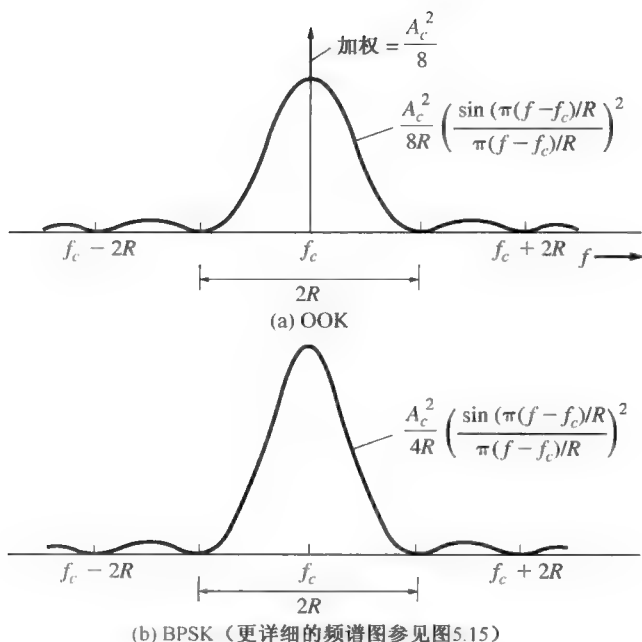 加权 = A_c^2/8
A_c^2/8R ( sin (π(f−f_c)/R / π(f−f_c)/R )^2
f_c − 2R f_c f_c + 2R f
2R
(a) OOK
A_c^2/4R ( sin (π(f−f_c)/R / π(f−f_c)/R )^2
f_c − 2R f_c f_c + 2R
2R
(b) BPSK（更详细的频谱图参见图5.15）